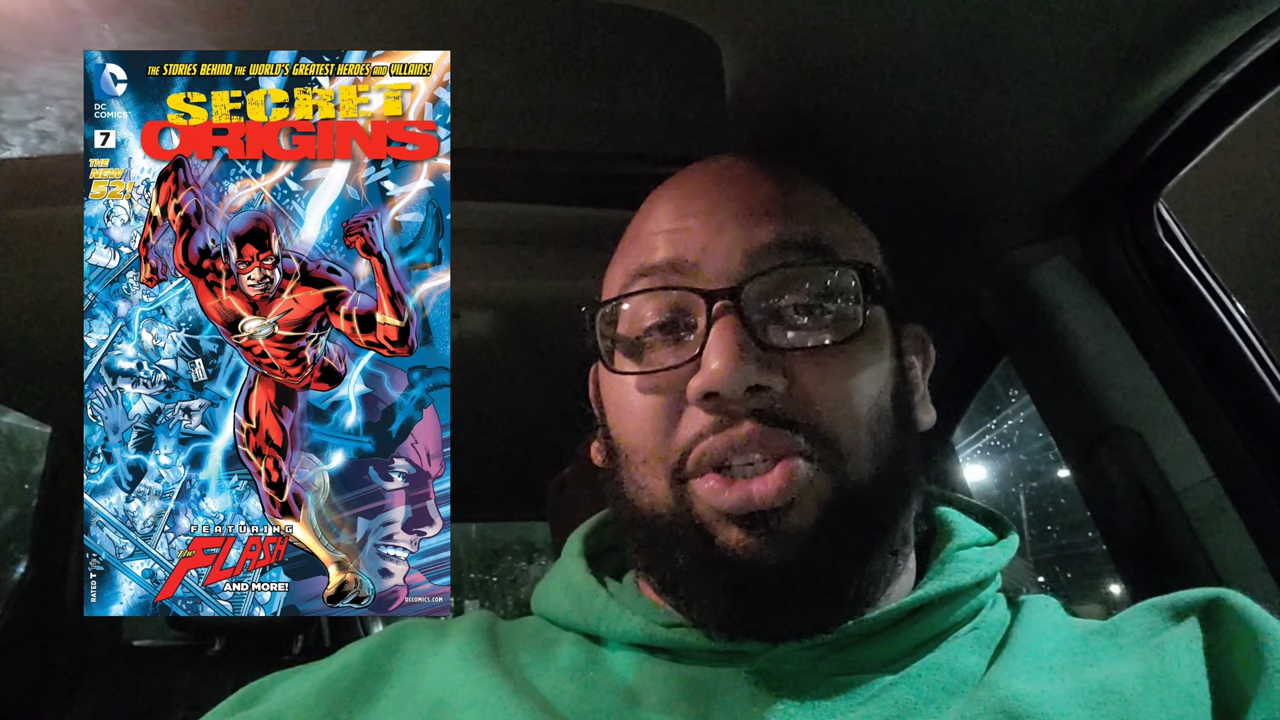 THE STORIES BEHIND THE WORLD'S GREATEST HEROES AND VILLAINS!
SECRET
ORIGINS
DC
COMICS™
7
THE
NEW
52!
FEATURING
The FLASH
AND MORE!
RATED T
DCCOMICS.COM